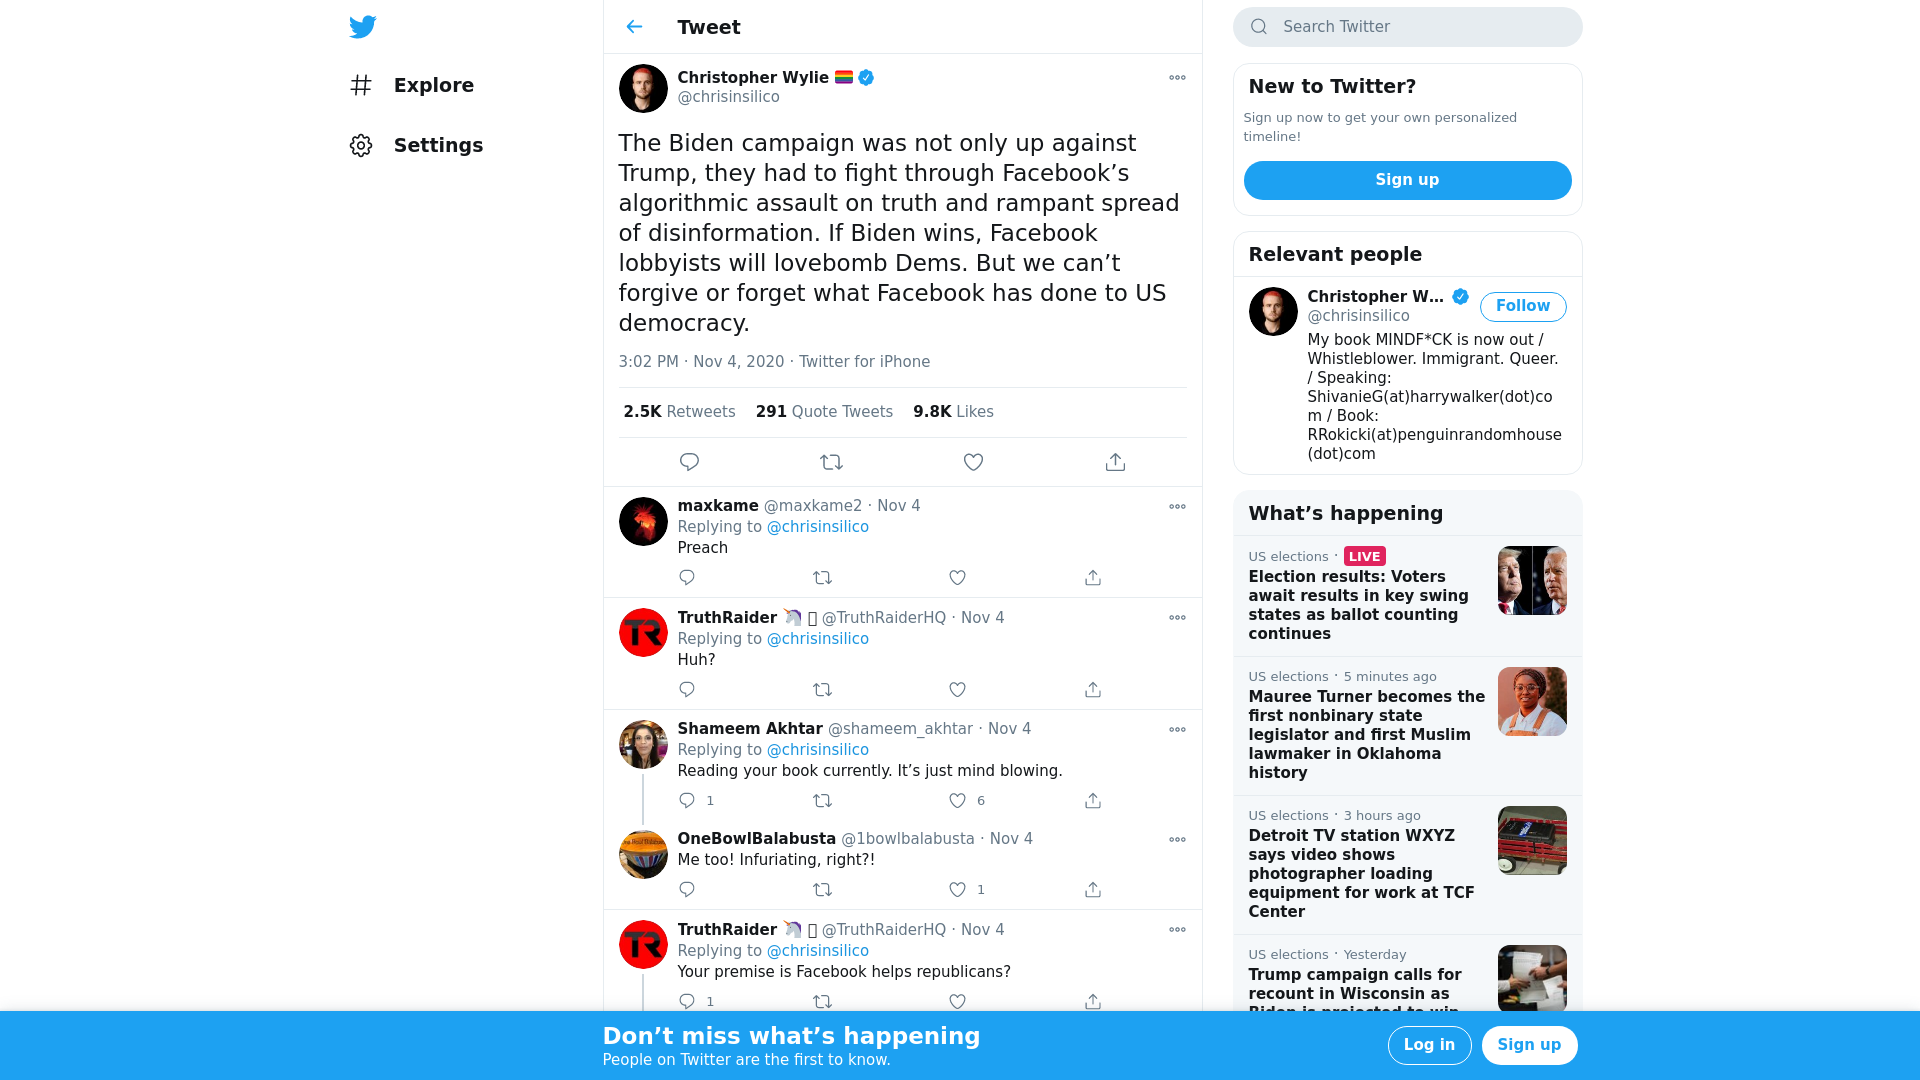 Explore
Settings
Tweet
Christopher Wylie
@chrisinsilico
The Biden campaign was not only up against
Trump, they had to fight through Facebook’s
algorithmic assault on truth and rampant spread
of disinformation. If Biden wins, Facebook
lobbyists will lovebomb Dems. But we can’t
forgive or forget what Facebook has done to US
democracy.
3:02 PM · Nov 4, 2020 · Twitter for iPhone
2.5K Retweets 291 Quote Tweets 9.8K Likes
maxkame @maxkame2 · Nov 4
Replying to @chrisinsilico
Preach
TruthRaider @TruthRaiderHQ · Nov 4
Replying to @chrisinsilico
Huh?
Shameem Akhtar @shameem_akhtar · Nov 4
Replying to @chrisinsilico
Reading your book currently. It’s just mind blowing.
1 6
OneBowlBalabusta @1bowlbalabusta · Nov 4
Me too! Infuriating, right?!
1
TruthRaider @TruthRaiderHQ · Nov 4
Replying to @chrisinsilico
Your premise is Facebook helps republicans?
1
Search Twitter
New to Twitter?
Sign up now to get your own personalized
timeline!
Sign up
Relevant people
Christopher W...
Follow
@chrisinsilico
My book MINDF*CK is now out /
Whistleblower. Immigrant. Queer.
/ Speaking:
ShivanieG(at)harrywalker(dot)co
m / Book:
RRokicki(at)penguinrandomhouse
(dot)com
What’s happening
US elections · LIVE
Election results: Voters
await results in key swing
states as ballot counting
continues
US elections · 5 minutes ago
Mauree Turner becomes the
first nonbinary state
legislator and first Muslim
lawmaker in Oklahoma
history
US elections · 3 hours ago
Detroit TV station WXYZ
says video shows
photographer loading
equipment for work at TCF
Center
US elections · Yesterday
Trump campaign calls for
recount in Wisconsin as
Biden is projected to win
Don’t miss what’s happening
People on Twitter are the first to know.
Log in
Sign up
TR
TR